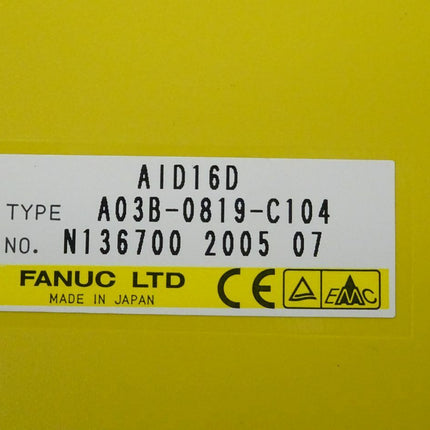 AID16D
TYPE A03B-0819-C104
NO. N136700 2005 07
FANUC LTD CE EMC
MADE IN JAPAN